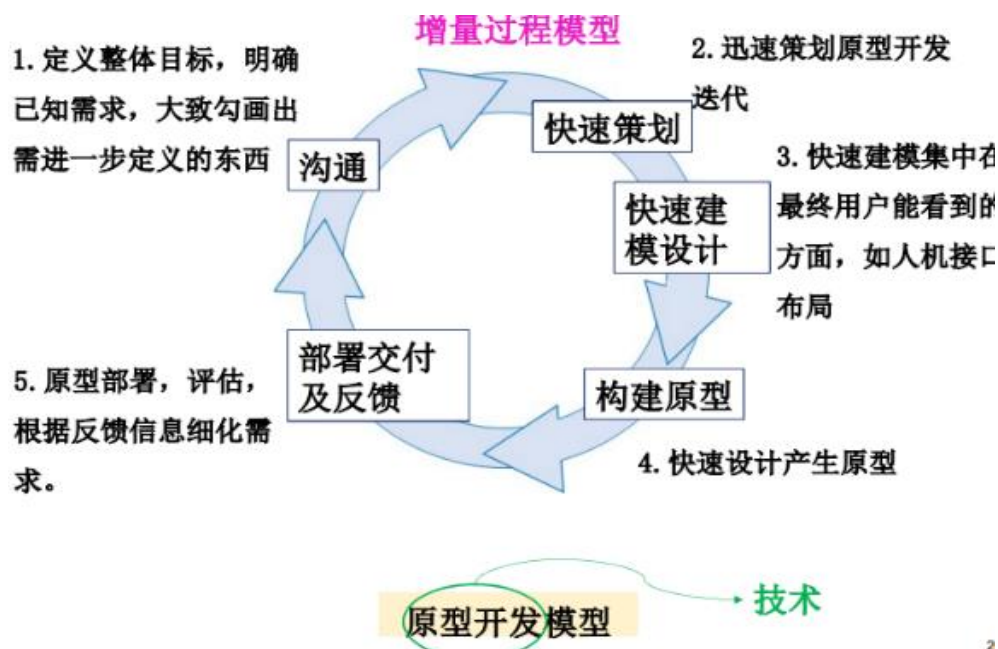 增量过程模型
1. 定义整体目标，明确
已知需求，大致勾画出
需进一步定义的东西
2. 迅速策划原型开发
迭代
快速策划
沟通
3. 快速建模集中在
最终用户能看到的
方面，如人机接口
布局
快速建
模设计
部署交付
及反馈
构建原型
5. 原型部署，评估，
根据反馈信息细化需
求。
4. 快速设计产生原型
原型开发模型
技术
2